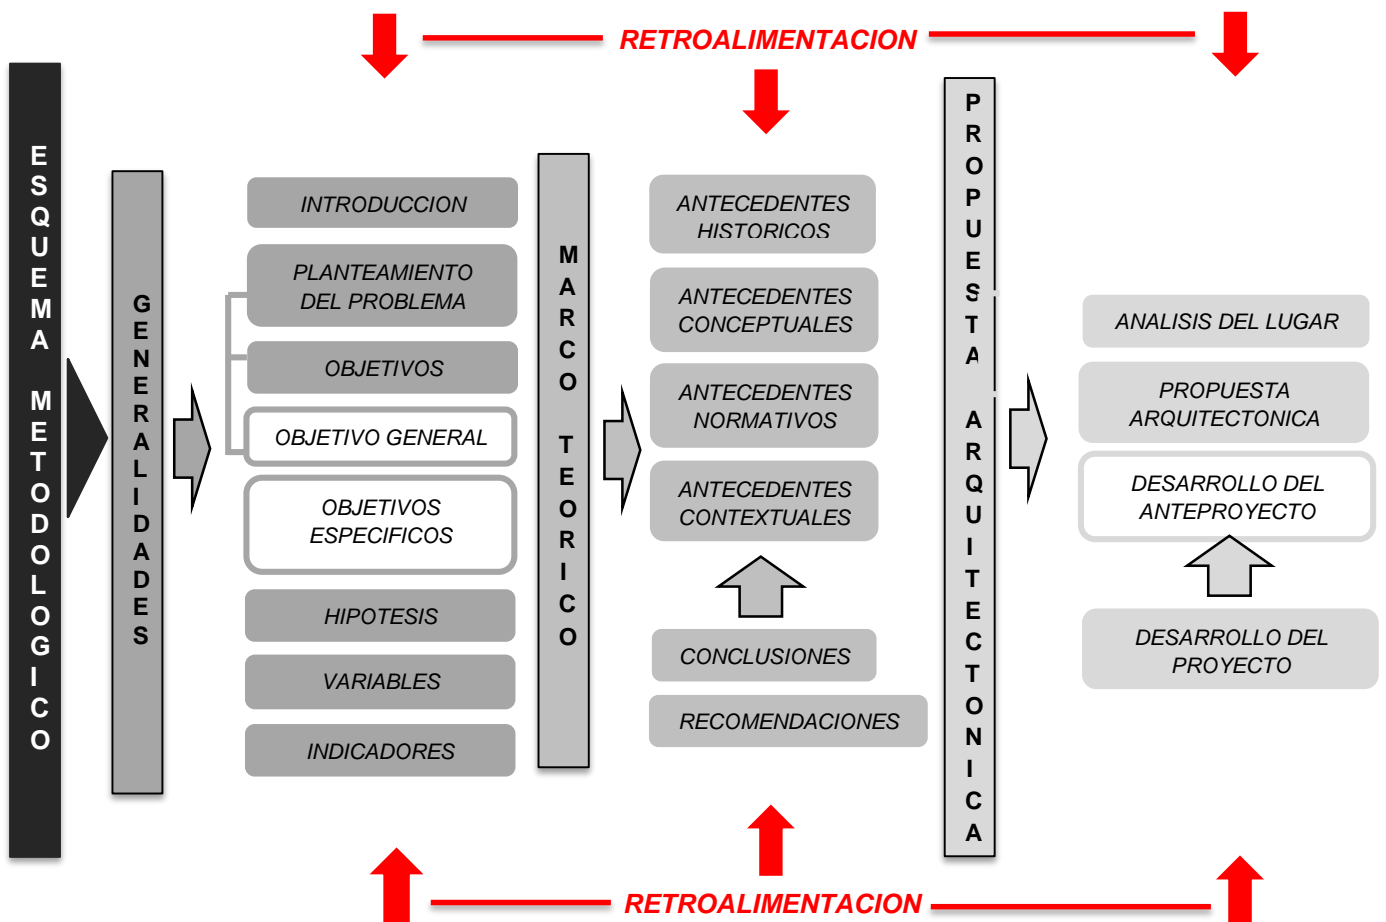 RETROALIMENTACION
ESQUEMA METODOLOGICO
GENERALIDADES
INTRODUCCION
PLANTEAMIENTO
DEL PROBLEMA
OBJETIVOS
OBJETIVO GENERAL
OBJETIVOS
ESPECIFICOS
HIPOTESIS
VARIABLES
INDICADORES
MARCO TEORICO
ANTECEDENTES
HISTORICOS
ANTECEDENTES
CONCEPTUALES
ANTECEDENTES
NORMATIVOS
ANTECEDENTES
CONTEXTUALES
CONCLUSIONES
RECOMENDACIONES
PROPUESTA ARQUITECTONICA
ANALISIS DEL LUGAR
PROPUESTA
ARQUITECTONICA
DESARROLLO DEL
ANTEPROYECTO
DESARROLLO DEL
PROYECTO
RETROALIMENTACION